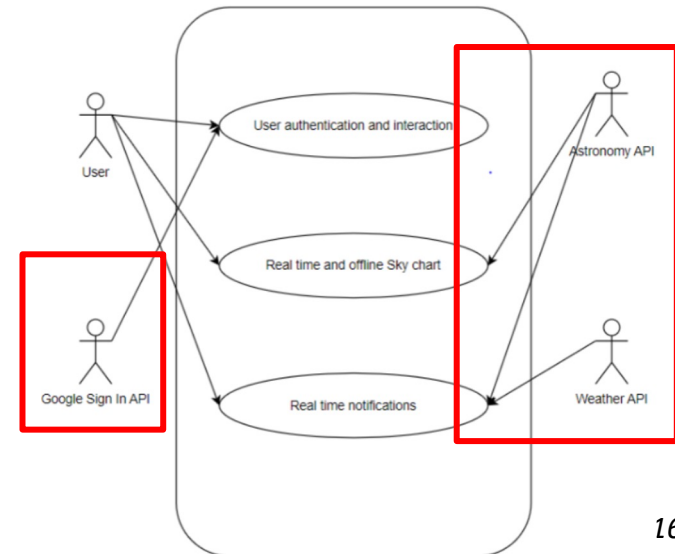 User authentication and interaction
User
Astronomy API
Real time and offline Sky chart
Google Sign In API
Real time notifications
Weather API
16